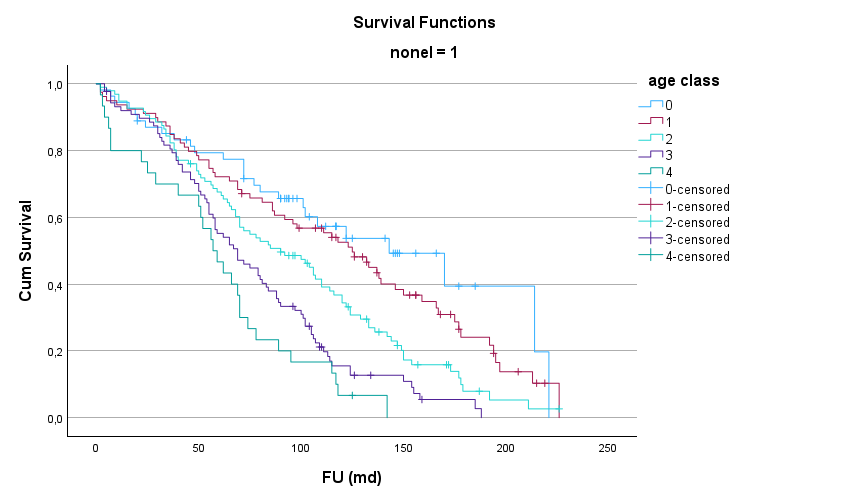 Survival Functions
nonel = 1
age class
0
1
2
3
4
0-censored
1-censored
2-censored
3-censored
4-censored
Cum Survival
1,0
0,8
0,6
0,4
0,2
0,0
0 50 100 150 200 250
FU (md)